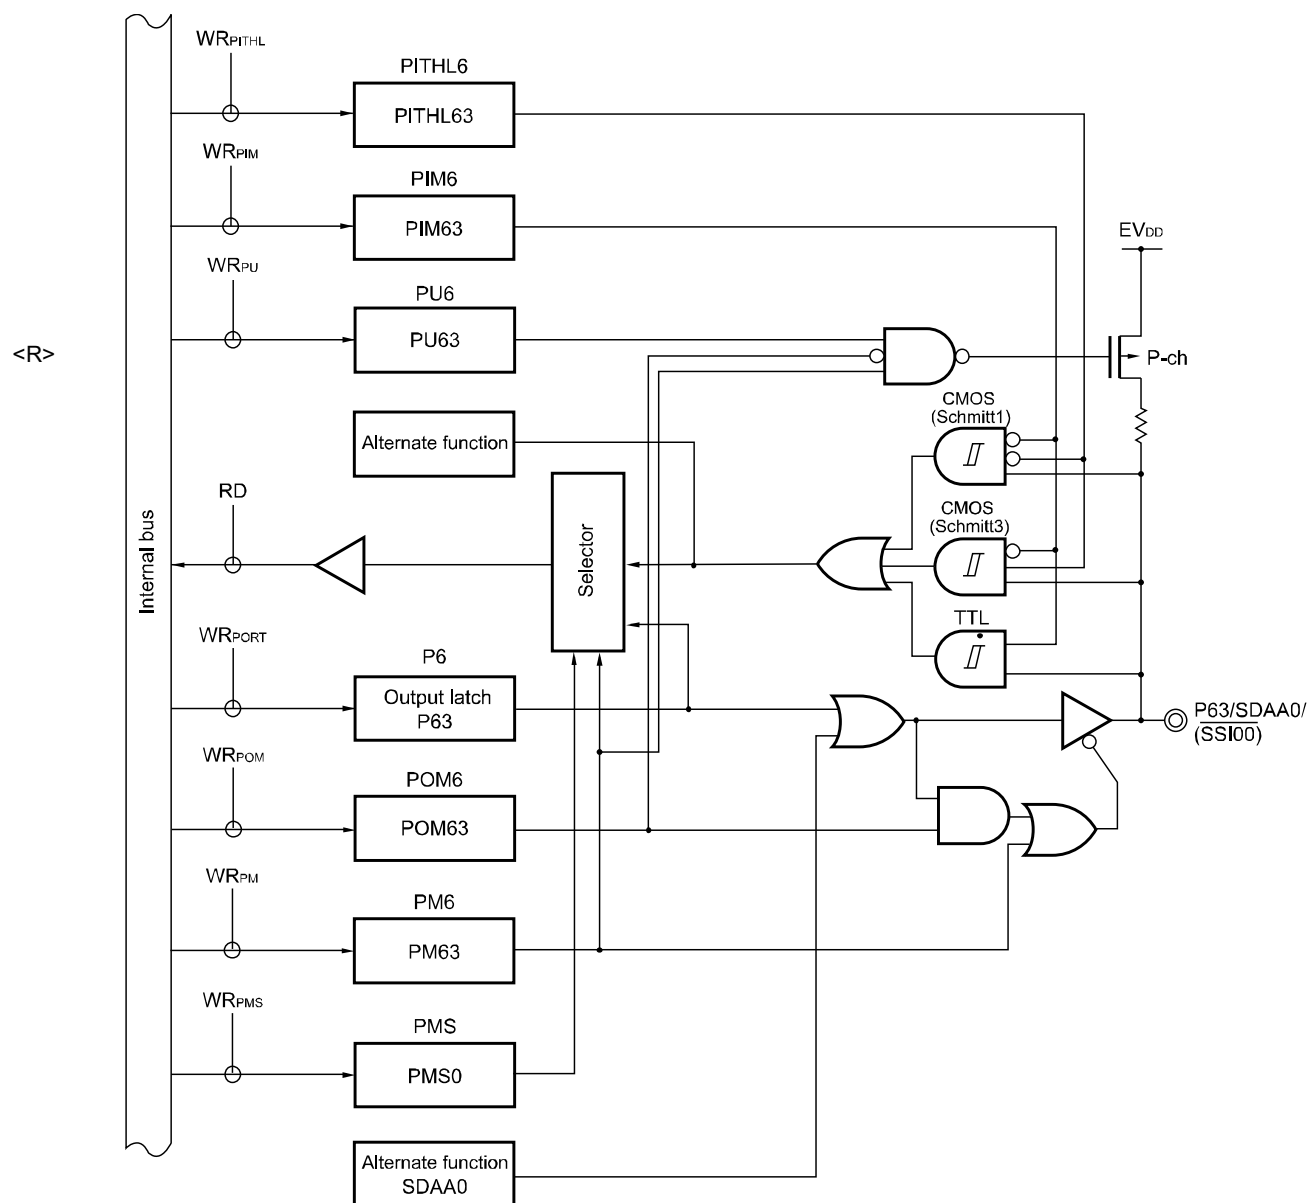 WRPITHL
PITHL6
PITHL63
WRPIM
PIM6
PIM63
EVDD
WRPU
PU6
PU63
<R>
P-ch
CMOS
(Schmitt1)
Alternate function
RD
CMOS
(Schmitt3)
Internal bus
Selector
TTL
WRPORT
P6
Output latch
P63
P63/SDAA0/
(SSI00)
WRPOM
POM6
POM63
WRPM
PM6
PM63
WRPMS
PMS
PMS0
Alternate function
SDAA0